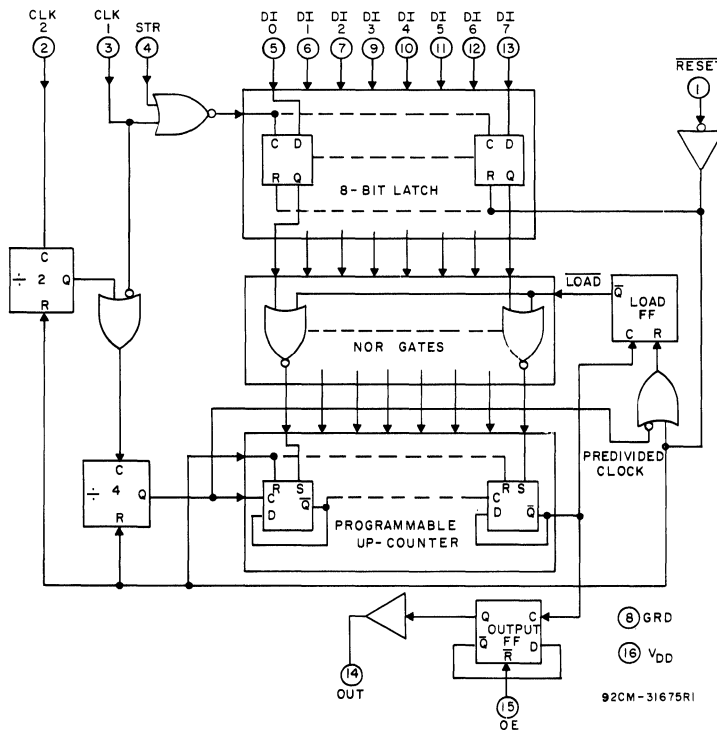 CLK 2
CLK 1
STR
DI 0
DI 1
DI 2
DI 3
DI 4
DI 5
DI 6
DI 7
2
3
4
5
6
7
9
10
11
12
13
RESET
1
C D
R Q
C D
R Q
8-BIT LATCH
C
÷ 2 Q
R
LOAD
Q
LOAD FF
C R
NOR GATES
PREDIVIDED CLOCK
C
÷ 4 Q
R
R S
C
D
Q
R S
C
D
Q
PROGRAMMABLE UP-COUNTER
Q C
OUTPUT FF
Q D
R
14
OUT
15
OE
8 GRD
16 VDD
92CM-31675RI